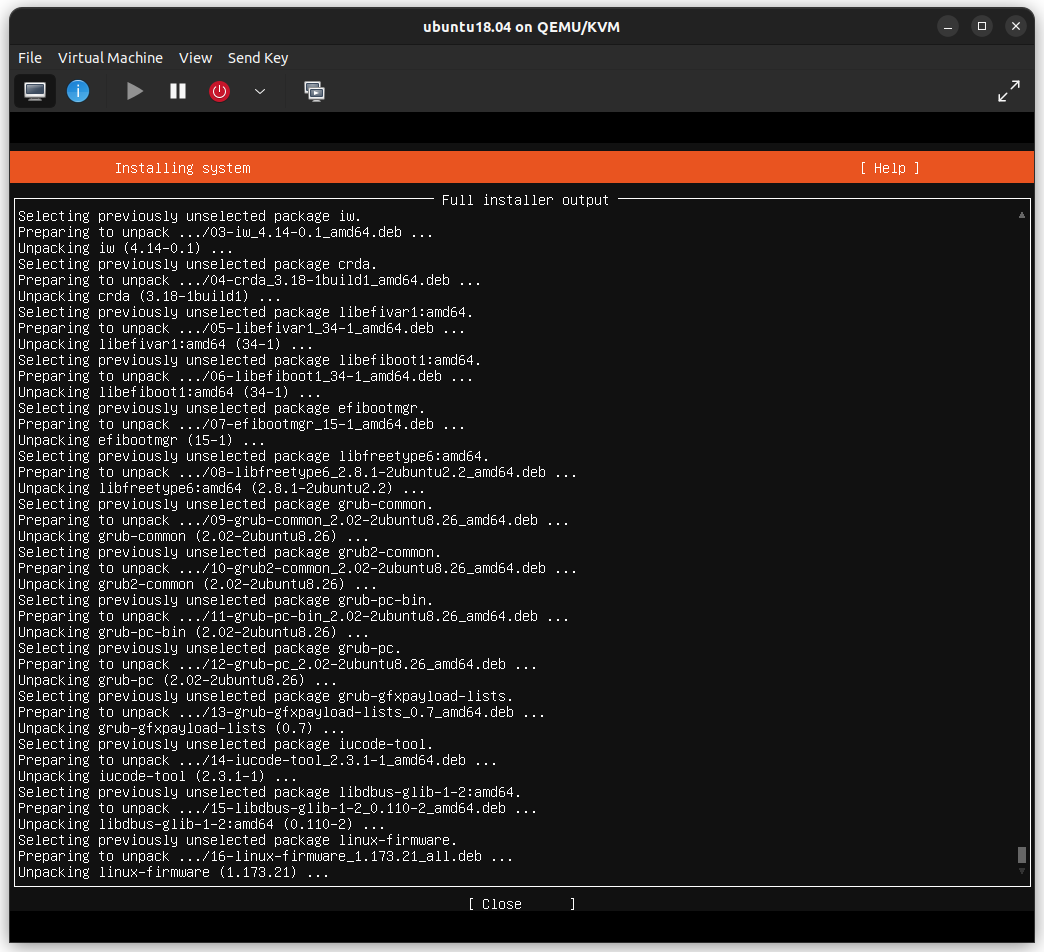 ubuntu18.04 on QEMU/KVM
File Virtual Machine View Send Key
Installing system [ Help ]
Full installer output
Selecting previously unselected package iw.
Preparing to unpack .../03-iw_4.14-0.1_amd64.deb ...
Unpacking iw (4.14-0.1) ...
Selecting previously unselected package crda.
Preparing to unpack .../04-crda_3.18-1build1_amd64.deb ...
Unpacking crda (3.18-1build1) ...
Selecting previously unselected package libefivar1:amd64.
Preparing to unpack .../05-libefivar1_34-1_amd64.deb ...
Unpacking libefivar1:amd64 (34-1) ...
Selecting previously unselected package libefiboot1:amd64.
Preparing to unpack .../06-libefiboot1_34-1_amd64.deb ...
Unpacking libefiboot1:amd64 (34-1) ...
Selecting previously unselected package efibootmgr.
Preparing to unpack .../07-efibootmgr_15-1_amd64.deb ...
Unpacking efibootmgr (15-1) ...
Selecting previously unselected package libfreetype6:amd64.
Preparing to unpack .../08-libfreetype6_2.8.1-2ubuntu2.2_amd64.deb ...
Unpacking libfreetype6:amd64 (2.8.1-2ubuntu2.2) ...
Selecting previously unselected package grub-common.
Preparing to unpack .../09-grub-common_2.02-2ubuntu8.26_amd64.deb ...
Unpacking grub-common (2.02-2ubuntu8.26) ...
Selecting previously unselected package grub2-common.
Preparing to unpack .../10-grub2-common_2.02-2ubuntu8.26_amd64.deb ...
Unpacking grub2-common (2.02-2ubuntu8.26) ...
Selecting previously unselected package grub-pc-bin.
Preparing to unpack .../11-grub-pc-bin_2.02-2ubuntu8.26_amd64.deb ...
Unpacking grub-pc-bin (2.02-2ubuntu8.26) ...
Selecting previously unselected package grub-pc.
Preparing to unpack .../12-grub-pc_2.02-2ubuntu8.26_amd64.deb ...
Unpacking grub-pc (2.02-2ubuntu8.26) ...
Selecting previously unselected package grub-gfxpayload-lists.
Preparing to unpack .../13-grub-gfxpayload-lists_0.7_amd64.deb ...
Unpacking grub-gfxpayload-lists (0.7) ...
Selecting previously unselected package iucode-tool.
Preparing to unpack .../14-iucode-tool_2.3.1-1_amd64.deb ...
Unpacking iucode-tool (2.3.1-1) ...
Selecting previously unselected package libdbus-glib-1-2:amd64.
Preparing to unpack .../15-libdbus-glib-1-2_0.110-2_amd64.deb ...
Unpacking libdbus-glib-1-2:amd64 (0.110-2) ...
Selecting previously unselected package linux-firmware.
Preparing to unpack .../16-linux-firmware_1.173.21_all.deb ...
Unpacking linux-firmware (1.173.21) ...
[ Close ]